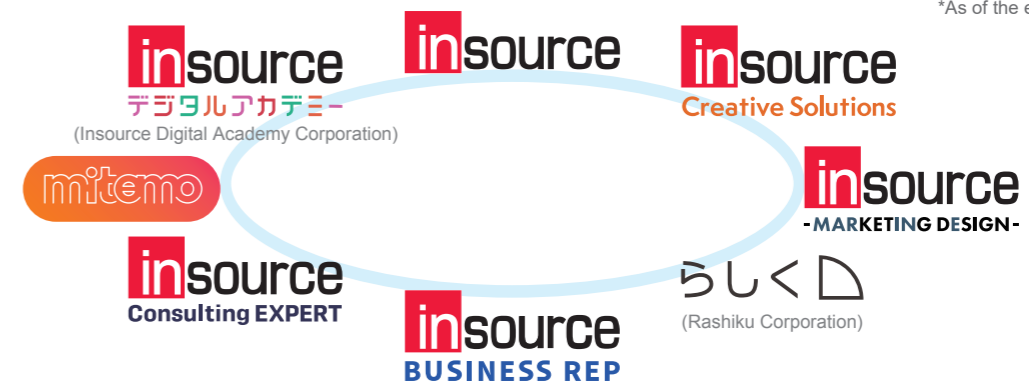 *As of the e
insource
insource
デジタルアカデミー
(Insource Digital Academy Corporation)
insource
Creative Solutions
mitemo
insource
-MARKETING DESIGN-
insource
Consulting EXPERT
らしく
(Rashiku Corporation)
insource
BUSINESS REP